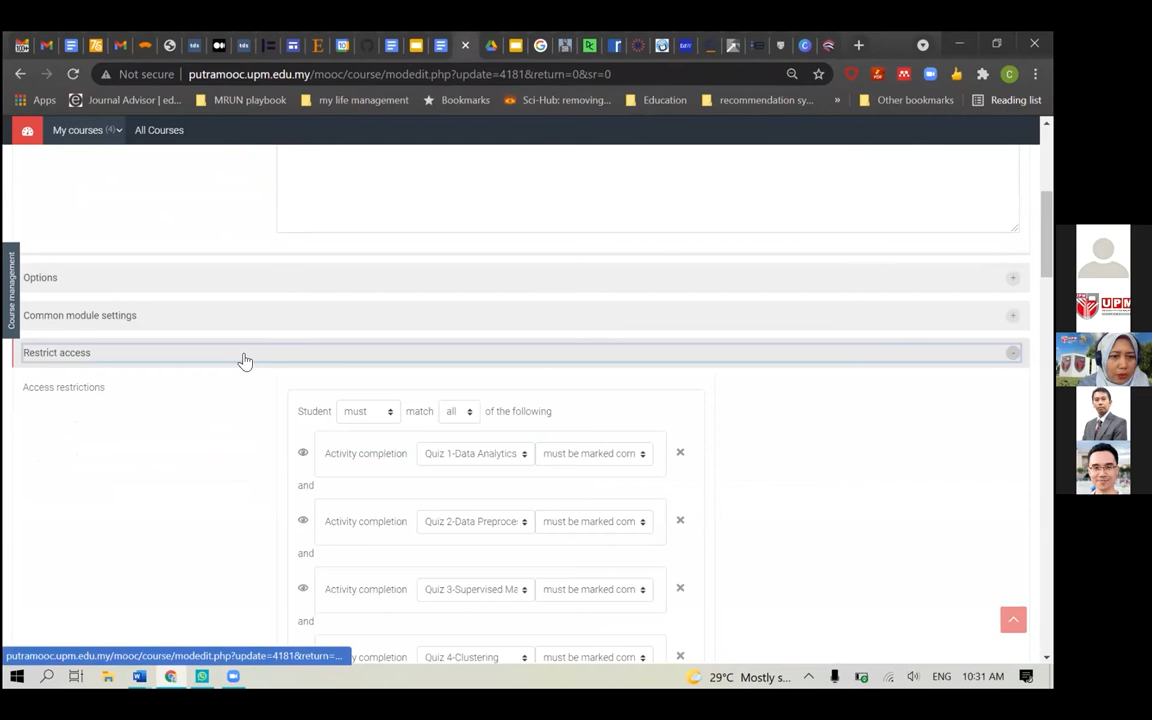 Not secure putramooc.upm.edu.my/mooc/course/modedit.php?update=4181&return=0&sr=0
C
Apps Journal Advisor | ed... MRUN playbook my life management Bookmarks Sci-Hub: removing... Education recommendation sy... » Other bookmarks Reading list
My courses (4) All Courses
Course management
Options
Common module settings
Restrict access
Access restrictions
Student must match all of the following
Activity completion Quiz 1-Data Analytics must be marked com
and
Activity completion Quiz 2-Data Preproce must be marked com
and
Activity completion Quiz 3-Supervised Ma must be marked com
and
completion Quiz 4-Clustering must be marked com
putramooc.upm.edu.my/mooc/course/modedit.php?update=4181&return=...
29°C Mostly s... ENG 10:31 AM
UPM